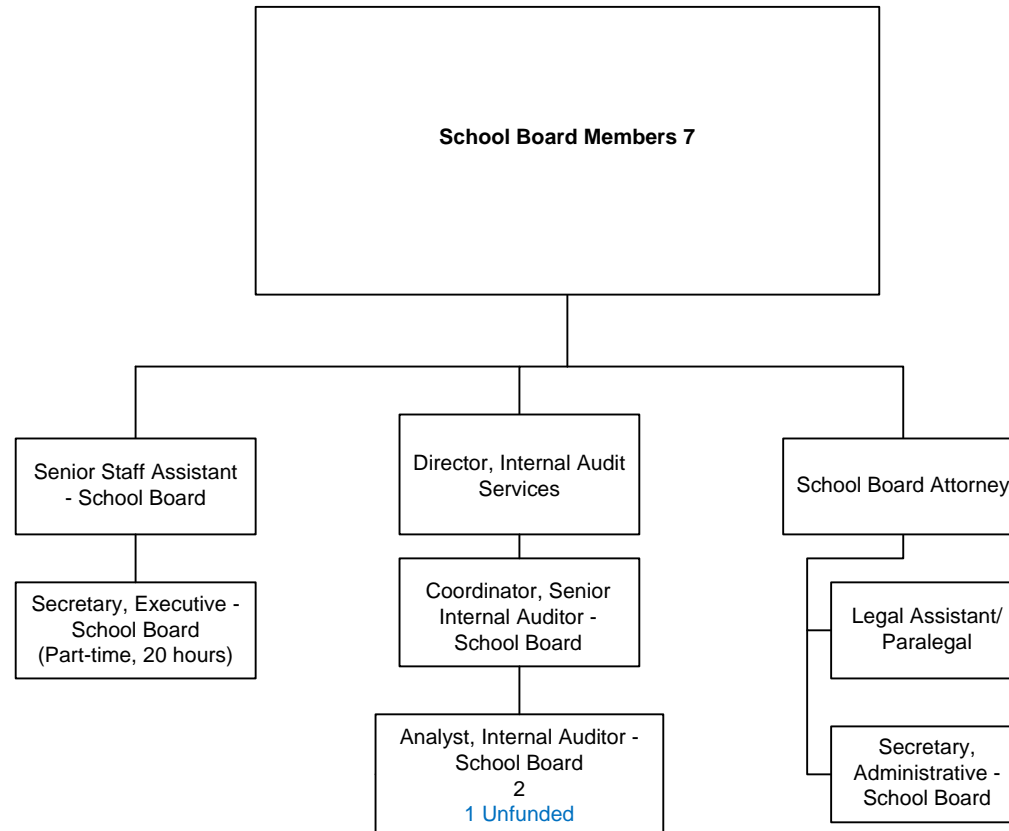 School Board Members 7
Senior Staff Assistant
- School Board
Director, Internal Audit
Services
School Board Attorney
Secretary, Executive -
School Board
(Part-time, 20 hours)
Coordinator, Senior
Internal Auditor -
School Board
Legal Assistant/
Paralegal
Analyst, Internal Auditor -
School Board
2
1 Unfunded
Secretary,
Administrative -
School Board